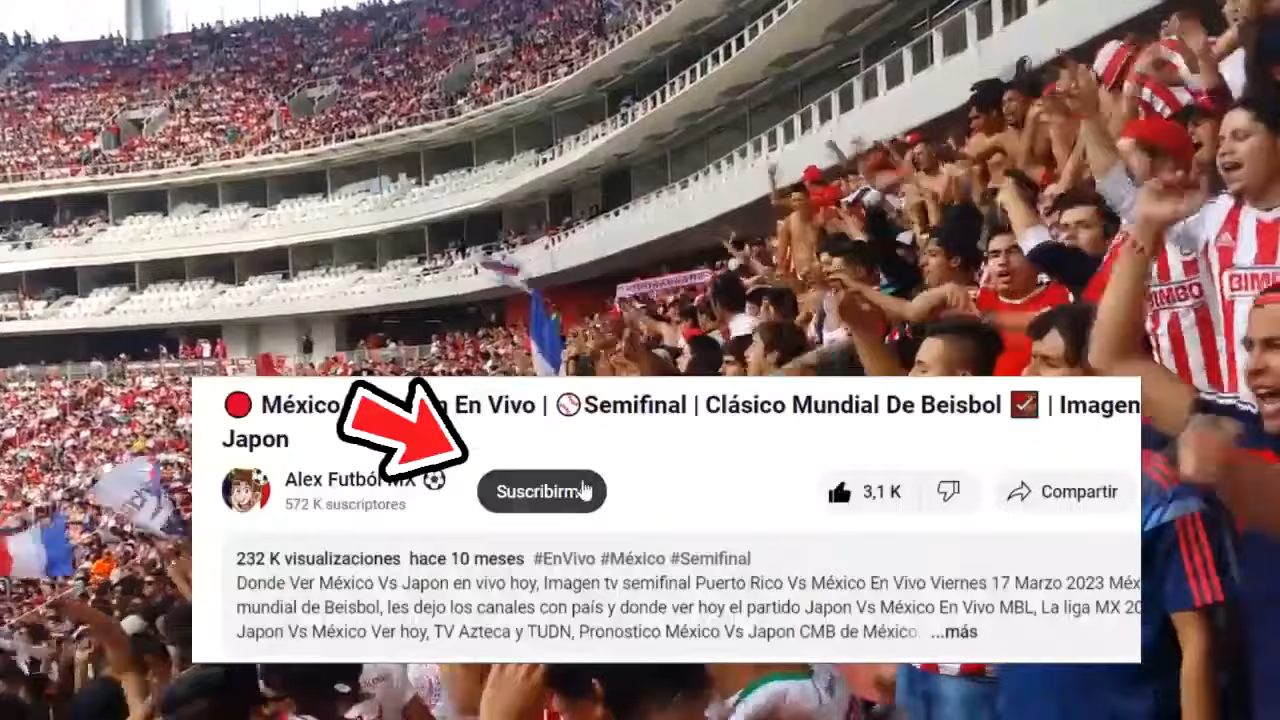 BIMBO
🔴 México En Vivo | ⚾Semifinal | Clásico Mundial De Beisbol ✅ | Imagen
Japon
Alex Futból MX ⚽
572 K suscriptores
Suscribirm
3,1 K
Compartir
232 K visualizaciones hace 10 meses #EnVivo #México #Semifinal
Donde Ver México Vs Japon en vivo hoy, Imagen tv semifinal Puerto Rico Vs México En Vivo Viernes 17 Marzo 2023 Méx
mundial de Beisbol, les dejo los canales con país y donde ver hoy el partido Japon Vs México En Vivo MBL, La liga MX 20
Japon Vs México Ver hoy, TV Azteca y TUDN, Pronostico México Vs Japon CMB de México. ...más